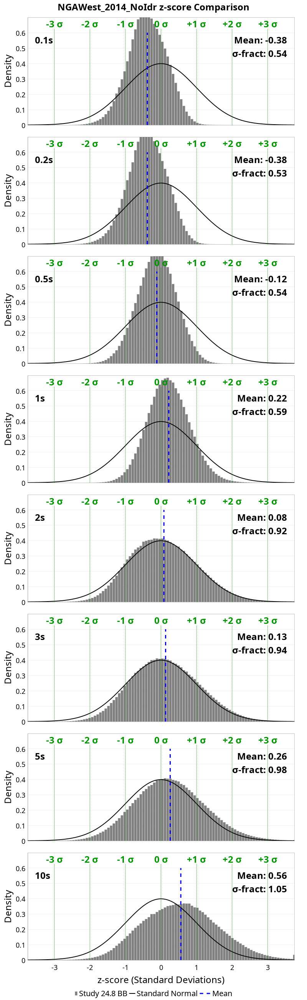 NGAWest_2014_NoIdr z-score Comparison
-3 σ -2 σ -1 σ 0 σ +1 σ +2 σ +3 σ
0.6
0.1s Mean: -0.38
0.5
σ-fract: 0.54
0.4
0.3
0.2
0.1
0
Density
-3 σ -2 σ -1 σ 0 σ +1 σ +2 σ +3 σ
0.6
0.2s Mean: -0.38
0.5
σ-fract: 0.53
0.4
0.3
0.2
0.1
0
Density
-3 σ -2 σ -1 σ 0 σ +1 σ +2 σ +3 σ
0.6
0.5s Mean: -0.12
0.5
σ-fract: 0.54
0.4
0.3
0.2
0.1
0
Density
-3 σ -2 σ -1 σ 0 σ +1 σ +2 σ +3 σ
0.6
1s Mean: 0.22
0.5
σ-fract: 0.59
0.4
0.3
0.2
0.1
0
Density
-3 σ -2 σ -1 σ 0 σ +1 σ +2 σ +3 σ
0.6
2s Mean: 0.08
0.5
σ-fract: 0.92
0.4
0.3
0.2
0.1
0
Density
-3 σ -2 σ -1 σ 0 σ +1 σ +2 σ +3 σ
0.6
3s Mean: 0.13
0.5
σ-fract: 0.94
0.4
0.3
0.2
0.1
0
Density
-3 σ -2 σ -1 σ 0 σ +1 σ +2 σ +3 σ
0.6
5s Mean: 0.26
0.5
σ-fract: 0.98
0.4
0.3
0.2
0.1
0
Density
-3 σ -2 σ -1 σ 0 σ +1 σ +2 σ +3 σ
0.6
10s Mean: 0.56
0.5
σ-fract: 1.05
0.4
0.3
0.2
0.1
0
Density
-3 -2 -1 0 1 2 3
z-score (Standard Deviations)
Study 24.8 BB Standard Normal Mean